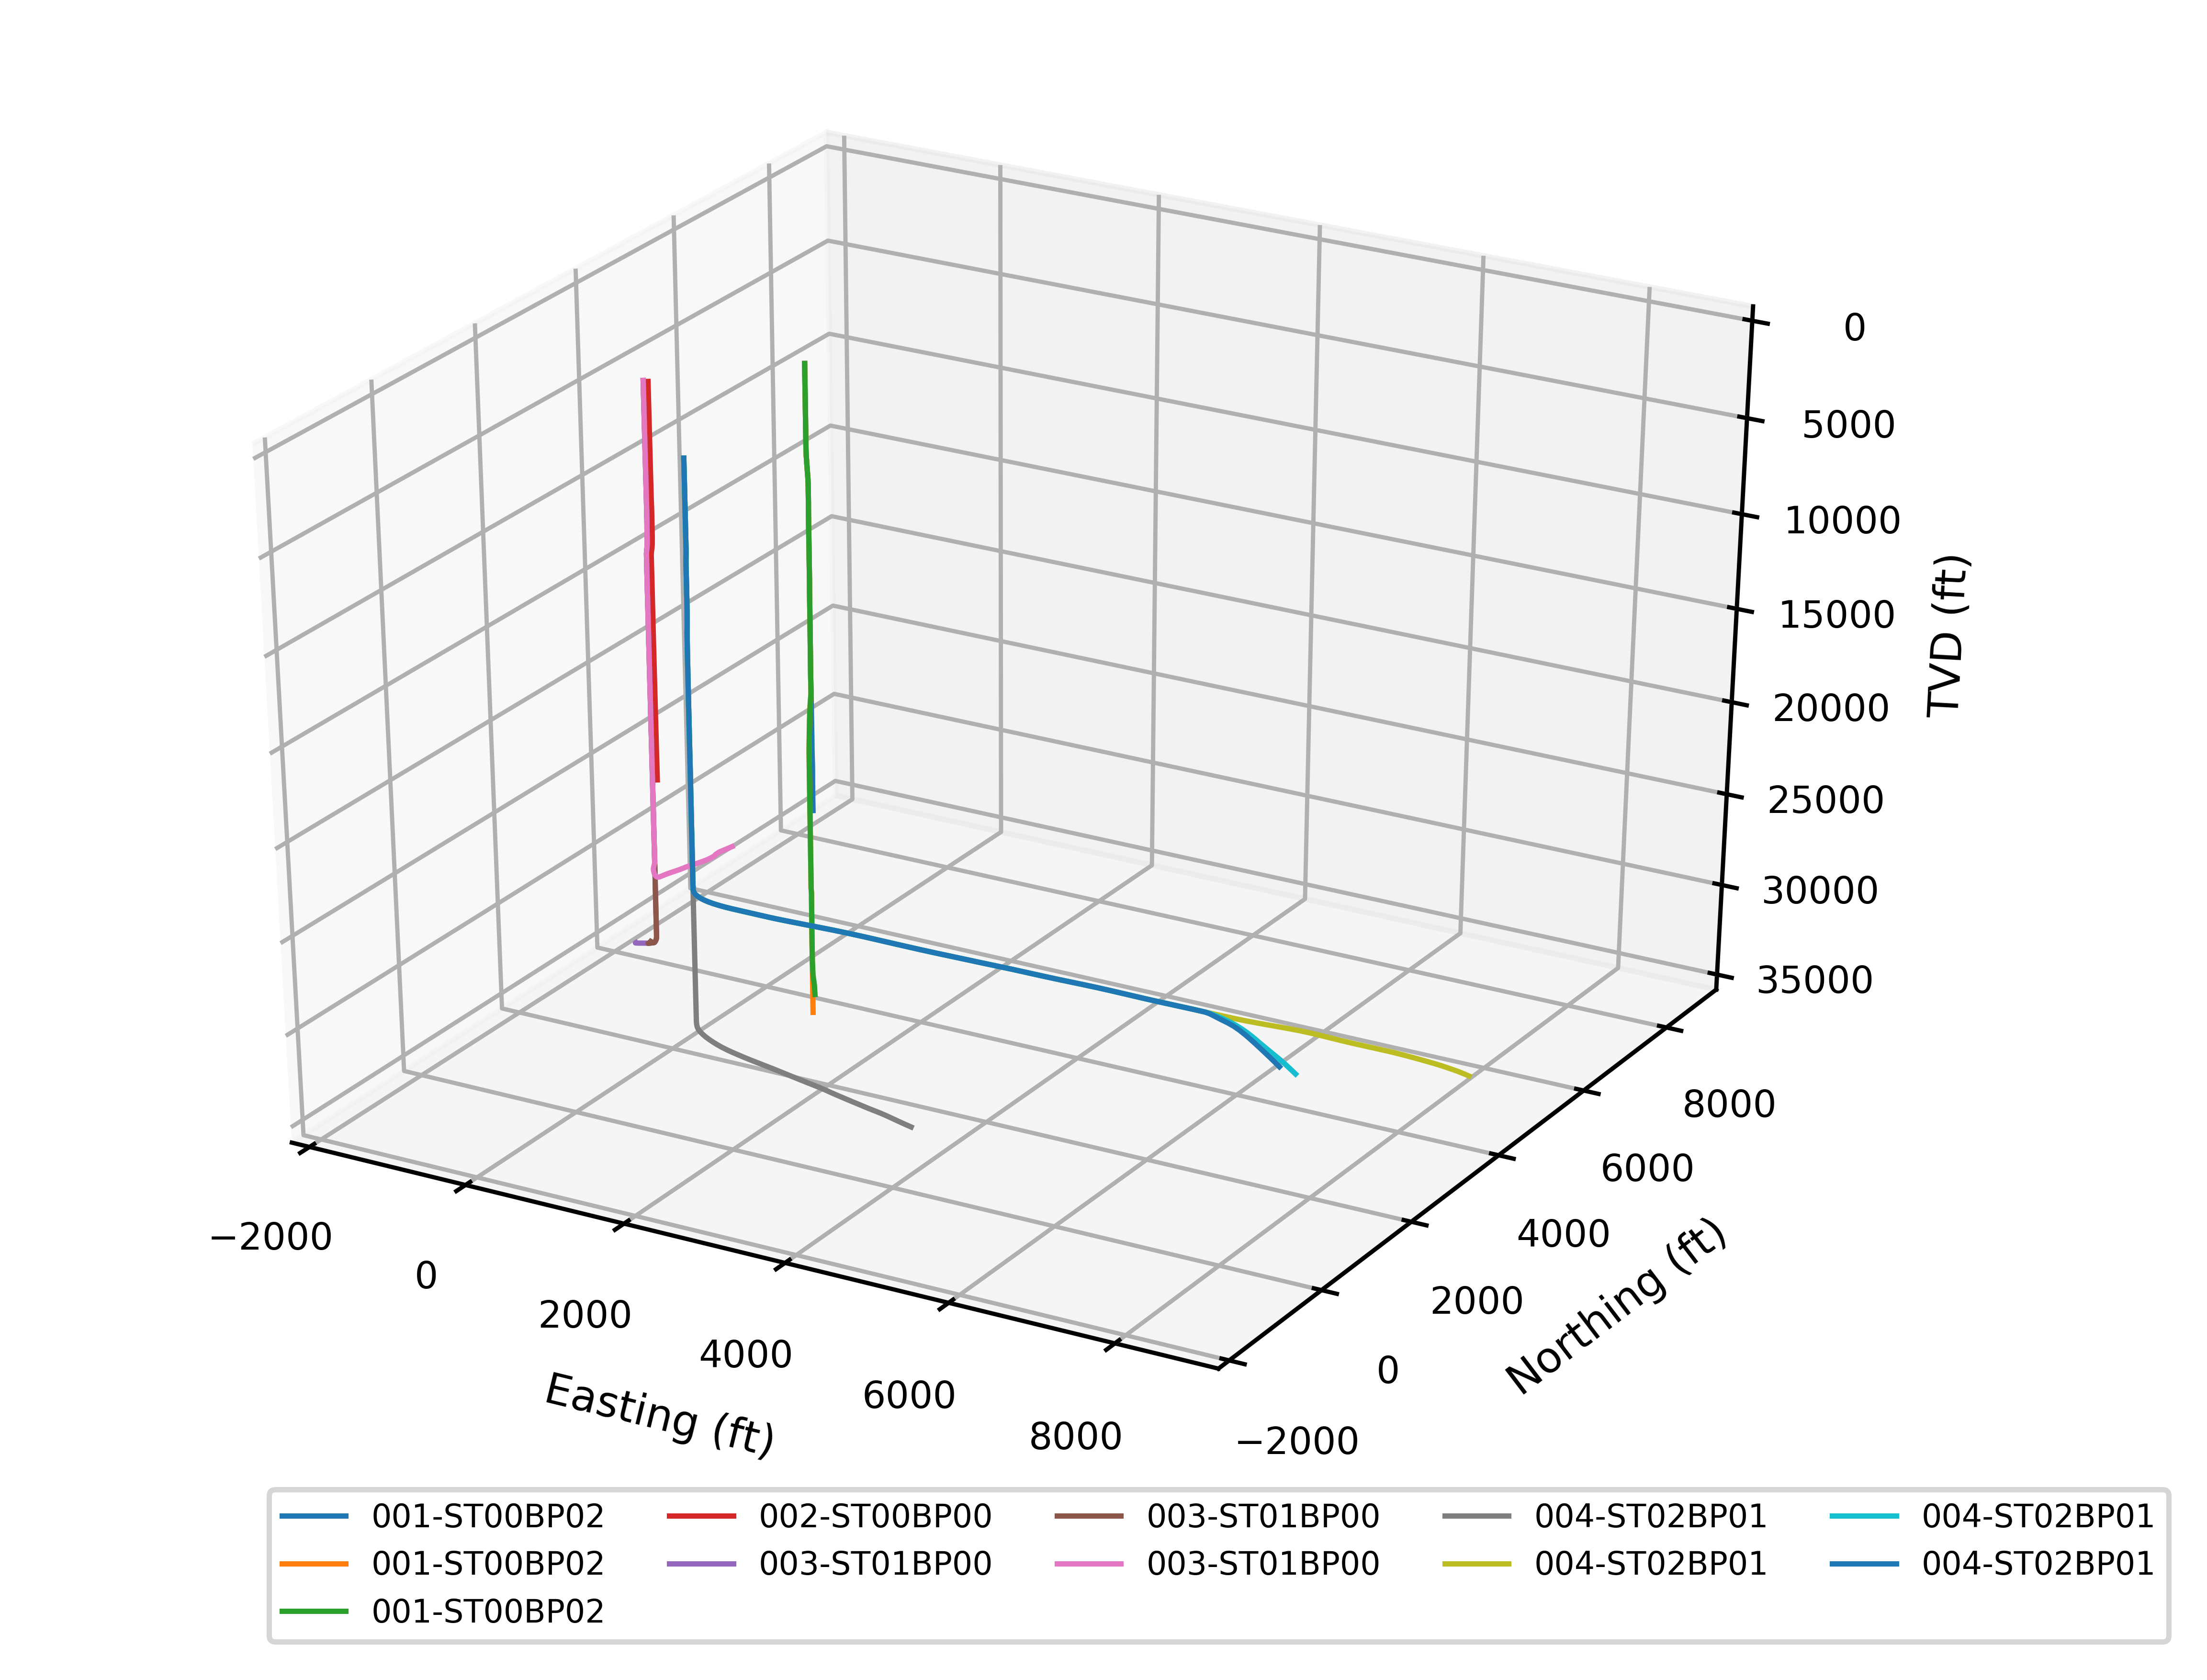 0
5000
10000
15000
20000
25000
30000
35000
TVD (ft)
−2000
0
2000
4000
6000
8000
Easting (ft)
−2000
0
2000
4000
6000
8000
Northing (ft)
001-ST00BP02
001-ST00BP02
001-ST00BP02
002-ST00BP00
003-ST01BP00
003-ST01BP00
003-ST01BP00
004-ST02BP01
004-ST02BP01
004-ST02BP01
004-ST02BP01